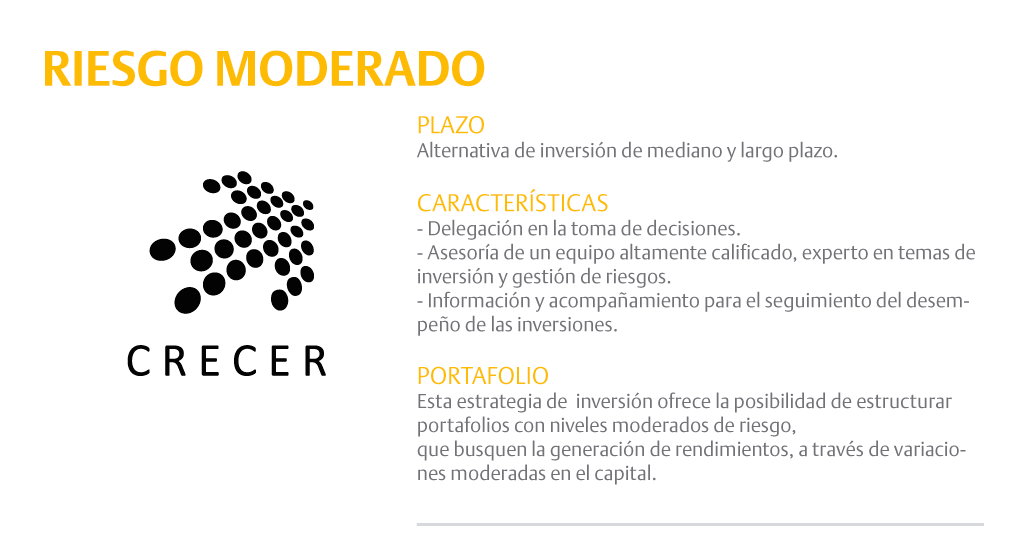 RIESGO MODERADO
CRECER
PLAZO
Alternativa de inversión de mediano y largo plazo.
CARACTERÍSTICAS
- Delegación en la toma de decisiones.
- Asesoría de un equipo altamente calificado, experto en temas de
inversión y gestión de riesgos.
- Información y acompañamiento para el seguimiento del desem-
peño de las inversiones.
PORTAFOLIO
Esta estrategia de  inversión ofrece la posibilidad de estructurar
portafolios con niveles moderados de riesgo,
que busquen la generación de rendimientos, a través de variacio-
nes moderadas en el capital.